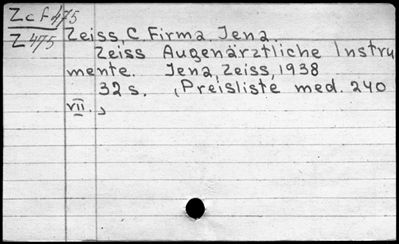 Zcf 475
Z 475
Zeiss, C. Firma. Jena.
Zeiss Augenärztliche Instru
mente. Jena, Zeiss, 1938
32 s. (Preisliste med. 240
VII.)